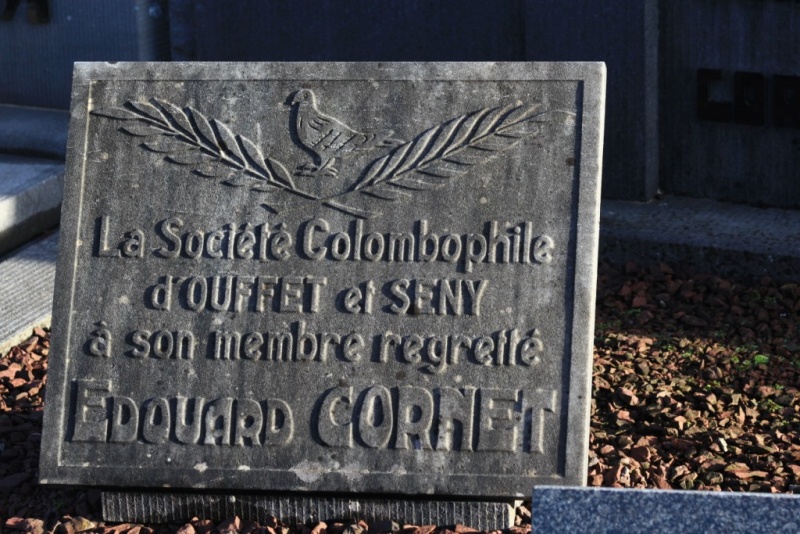 La Société Colombophile
d'OUFFET et SENY
à son membre regretté
EDOUARD CORNET